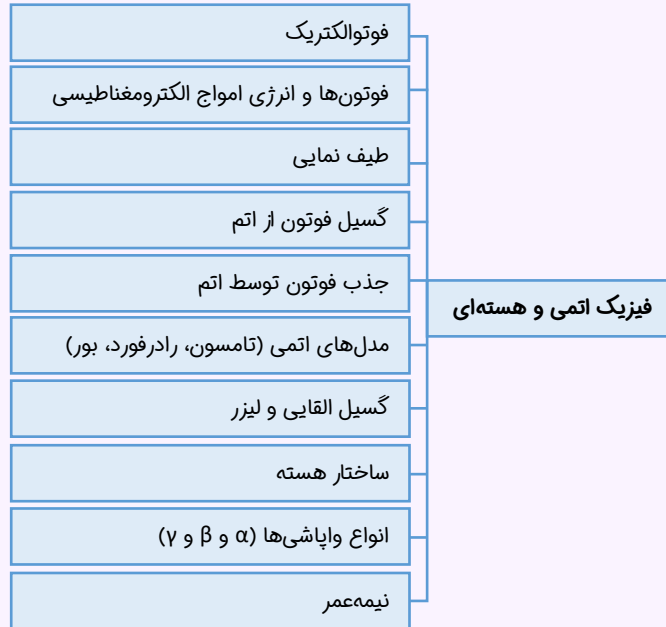 فیزیک اتمی و هسته‌ای
فوتوالکتریک
فوتون‌ها و انرژی امواج الکترومغناطیسی
طیف نمایی
گسیل فوتون از اتم
جذب فوتون توسط اتم
مدل‌های اتمی (تامسون، رادرفورد، بور)
گسیل القایی و لیزر
ساختار هسته
انواع واپاشی‌ها (α و β و γ)
نیمه‌عمر